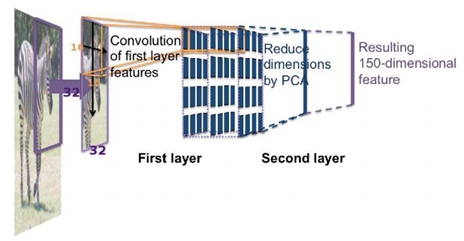 16
Convolution
of first layer
features
32
32
Reduce
dimensions
by PCA
Resulting
150-dimensional
feature
First layer
Second layer